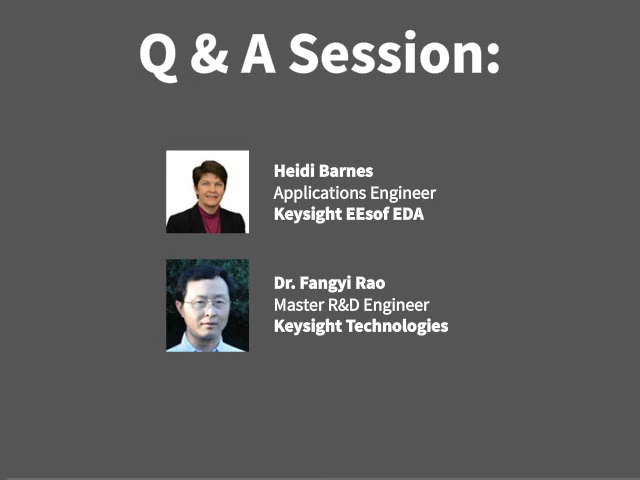 Q & A Session:
Heidi Barnes
Applications Engineer
Keysight EEsof EDA
Dr. Fangyi Rao
Master R&D Engineer
Keysight Technologies